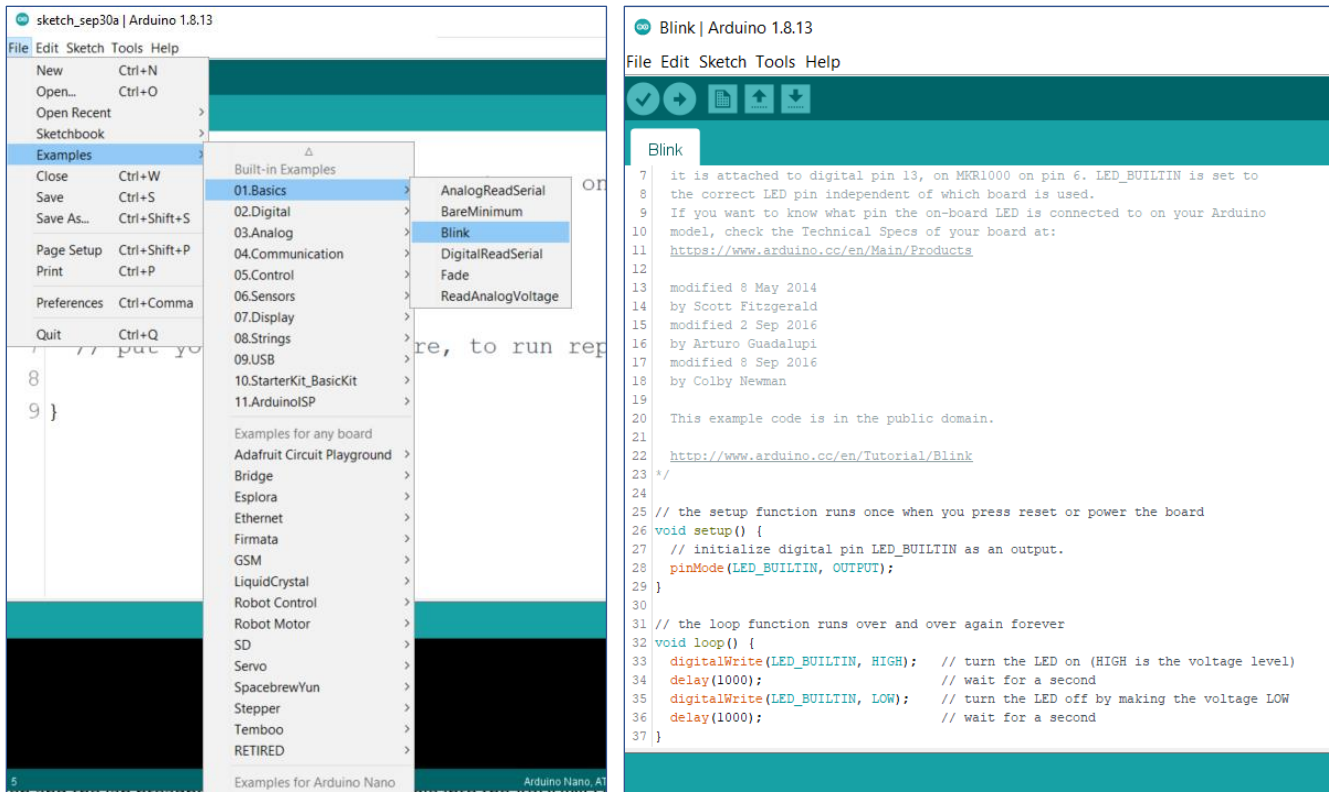 sketch_sep30a | Arduino 1.8.13
File Edit Sketch Tools Help
New Ctrl+N
Open... Ctrl+O
Open Recent
Sketchbook
Examples
Close Ctrl+W
Save Ctrl+S
Save As... Ctrl+Shift+S
Page Setup Ctrl+Shift+P
Print Ctrl+P
Preferences Ctrl+Comma
Quit Ctrl+Q
Built-in Examples
01.Basics
02.Digital
03.Analog
04.Communication
05.Control
06.Sensors
07.Display
08.Strings
09.USB
10.StarterKit_BasicKit
11.ArduinoISP
Examples for any board
Adafruit Circuit Playground
Bridge
Esplora
Ethernet
Firmata
GSM
LiquidCrystal
Robot Control
Robot Motor
SD
Servo
SpacebrewYun
Stepper
Temboo
RETIRED
Examples for Arduino Nano
AnalogReadSerial
BareMinimum
Blink
DigitalReadSerial
Fade
ReadAnalogVoltage
on
7 // put yo re, to run rep
8
9 }
5 Arduino Nano, AT
Blink | Arduino 1.8.13
File Edit Sketch Tools Help
Blink
7 it is attached to digital pin 13, on MKR1000 on pin 6. LED_BUILTIN is set to
8 the correct LED pin independent of which board is used.
9 If you want to know what pin the on-board LED is connected to on your Arduino
10 model, check the Technical Specs of your board at:
11 https://www.arduino.cc/en/Main/Products
12
13 modified 8 May 2014
14 by Scott Fitzgerald
15 modified 2 Sep 2016
16 by Arturo Guadalupi
17 modified 8 Sep 2016
18 by Colby Newman
19
20 This example code is in the public domain.
21
22 http://www.arduino.cc/en/Tutorial/Blink
23 */
24
25 // the setup function runs once when you press reset or power the board
26 void setup() {
27 // initialize digital pin LED_BUILTIN as an output.
28 pinMode(LED_BUILTIN, OUTPUT);
29 }
30
31 // the loop function runs over and over again forever
32 void loop() {
33 digitalWrite(LED_BUILTIN, HIGH); // turn the LED on (HIGH is the voltage level)
34 delay(1000); // wait for a second
35 digitalWrite(LED_BUILTIN, LOW); // turn the LED off by making the voltage LOW
36 delay(1000); // wait for a second
37 }